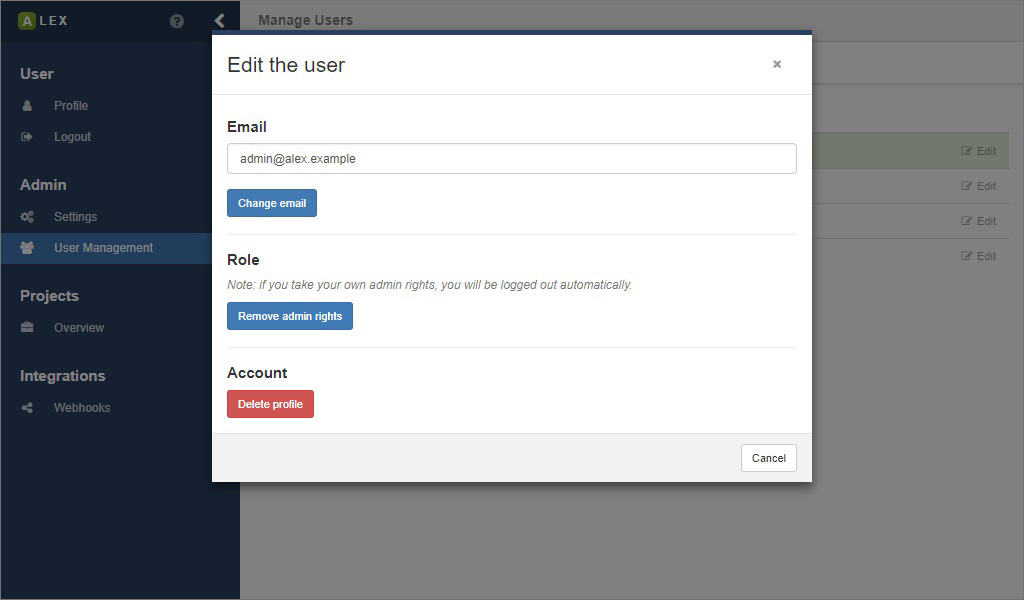 ALEX
?
Manage Users
User
Profile
Logout
Admin
Settings
User Management
Projects
Overview
Integrations
Webhooks
Edit the user
×
Email
admin@alex.example
Change email
Role
Note: if you take your own admin rights, you will be logged out automatically.
Remove admin rights
Account
Delete profile
Cancel
Edit
Edit
Edit
Edit